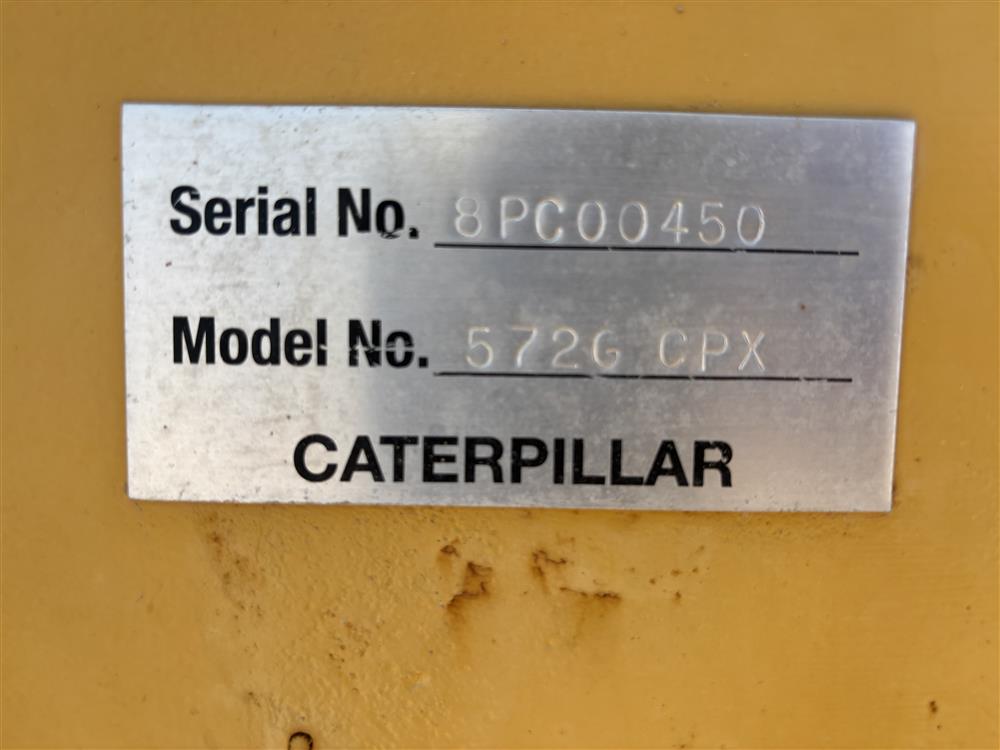 Serial No. 8PC00450
Model No. 572G CPX
CATERPILLAR